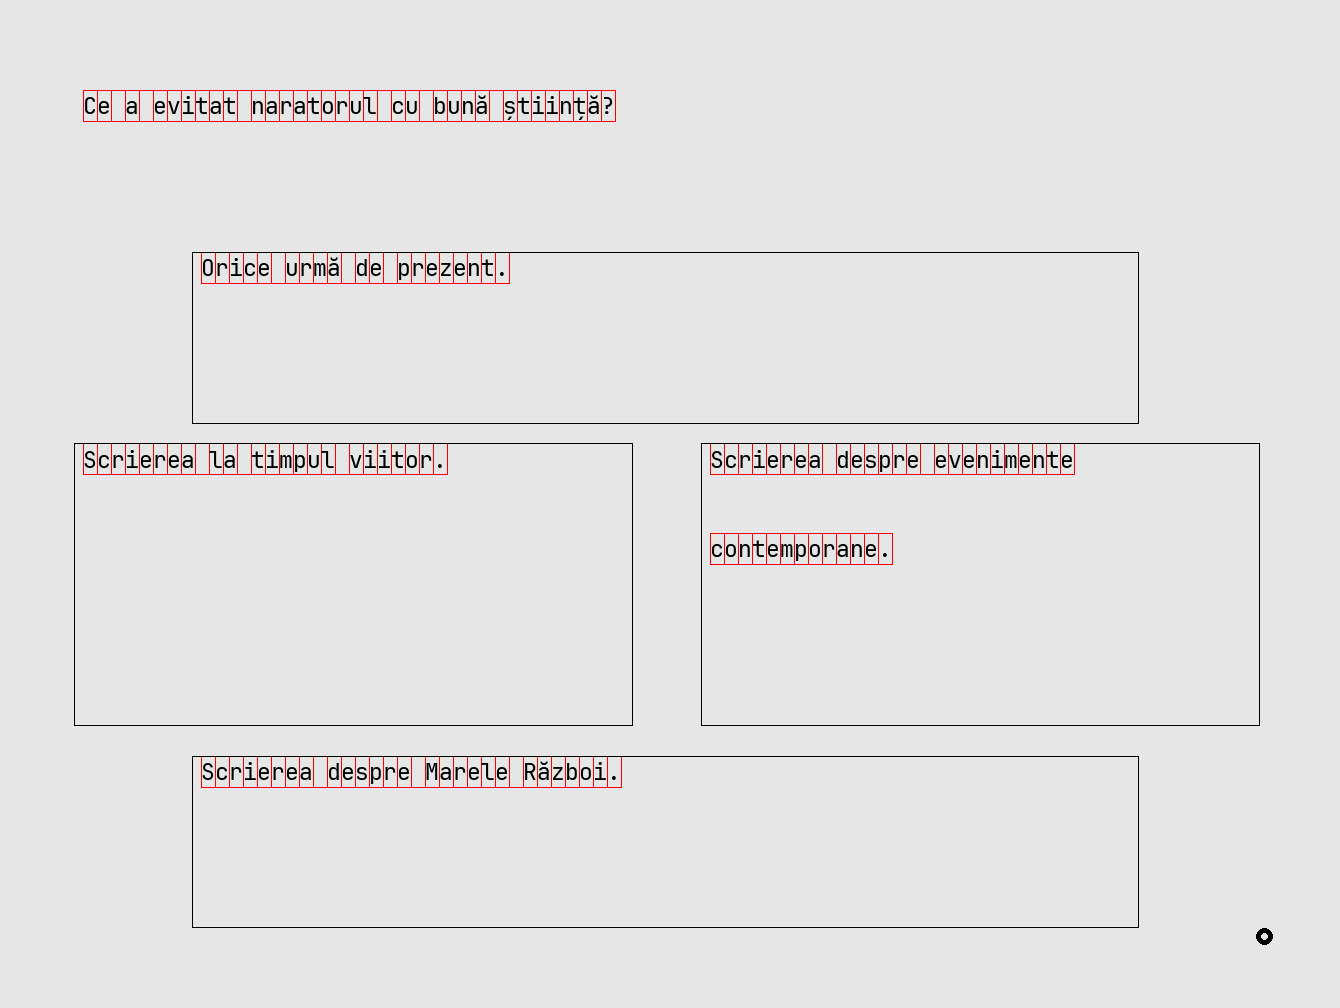 Ce a evitat naratorul cu bună știință?
Orice urmă de prezent.
Scrierea la timpul viitor.
Scrierea despre evenimente
contemporane.
Scrierea despre Marele Război.